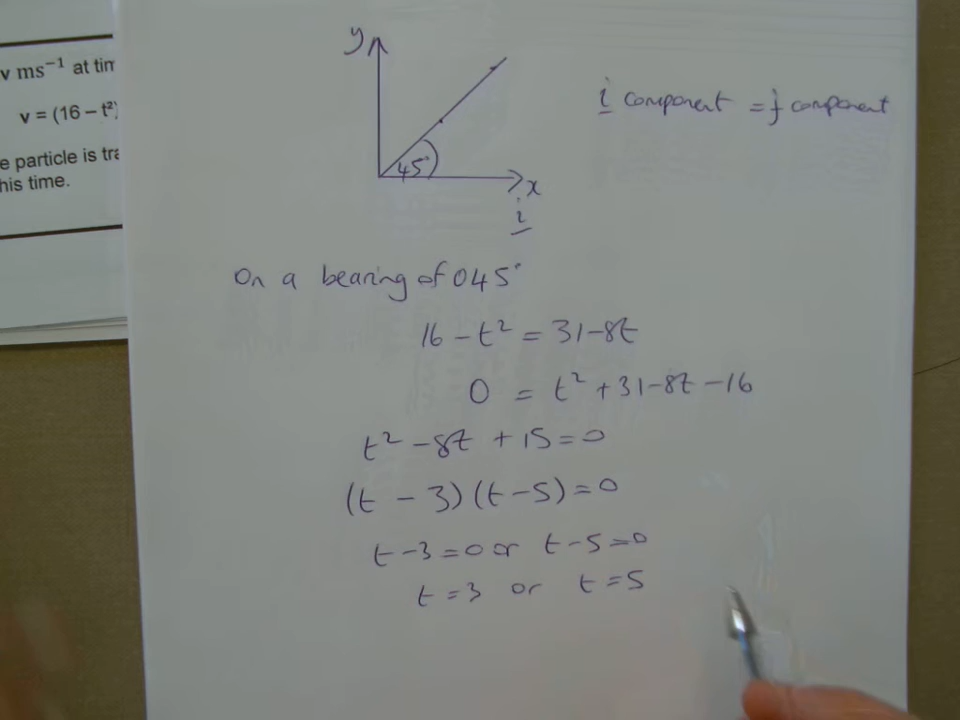 v ms⁻¹ at tim
v = (16 – t²)
e particle is tra
his time.
y
45°
x
i
i component = j component
On a bearing of 045°
16 – t² = 31 – 8t
0 = t² + 31 – 8t – 16
t² – 8t + 15 = 0
(t – 3)(t – 5) = 0
t – 3 = 0 or t – 5 = 0
t = 3 or t = 5